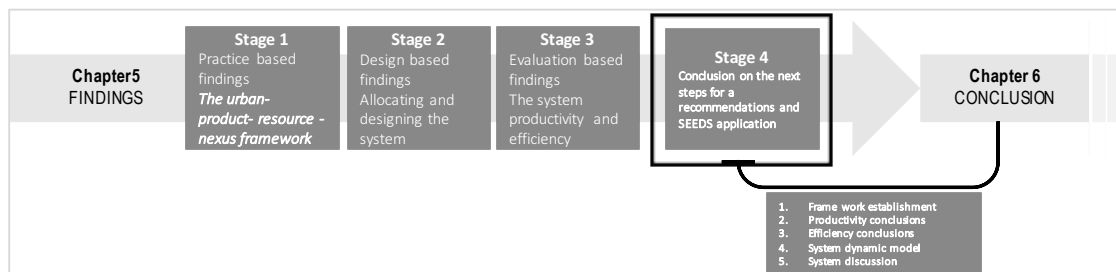 Chapter5
FINDINGS
Stage 1
Practice based
findings
The urban-
product- resource -
nexus framework
Stage 2
Design based
findings
Allocating and
designing the
system
Stage 3
Evaluation based
findings
The system
productivity and
efficiency
Stage 4
Conclusion on the next
steps for a
recommendations and
SEEDS application
Chapter 6
CONCLUSION
1. Frame work establishment
2. Productivity conclusions
3. Efficiency conclusions
4. System dynamic model
5. System discussion